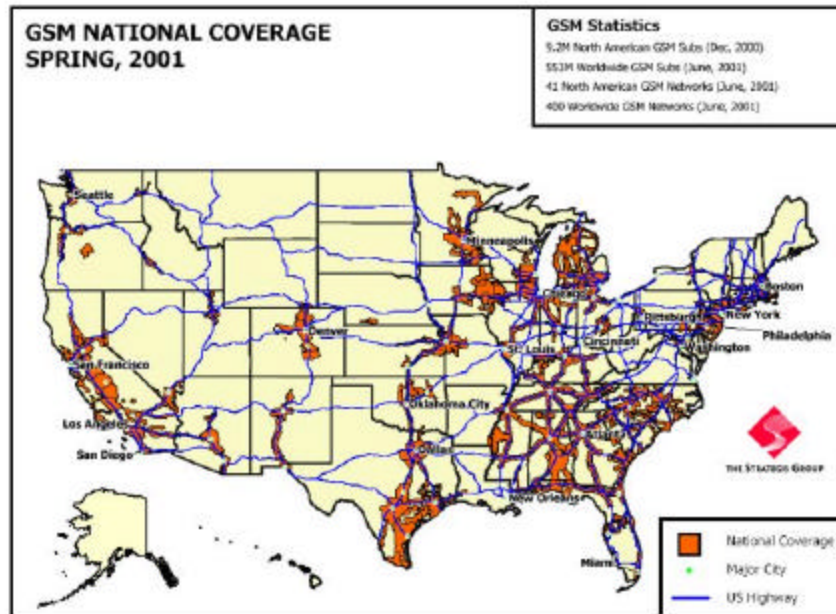 GSM NATIONAL COVERAGE
SPRING, 2001
GSM Statistics
9.2M North American GSM Subs (Dec, 2000)
551M Worldwide GSM Subs (June, 2001)
41 North American GSM Networks (June, 2001)
400 Worldwide GSM Networks (June, 2001)
Seattle
Minneapolis
Boston
Chicago
New York
Pittsburgh
Philadelphia
Denver
Cincinnati
Washington
St. Louis
San Francisco
Oklahoma City
Los Angeles
Atlanta
San Diego
Dallas
THE STRATEGIS GROUP
New Orleans
Miami
National Coverage
Major City
US Highway